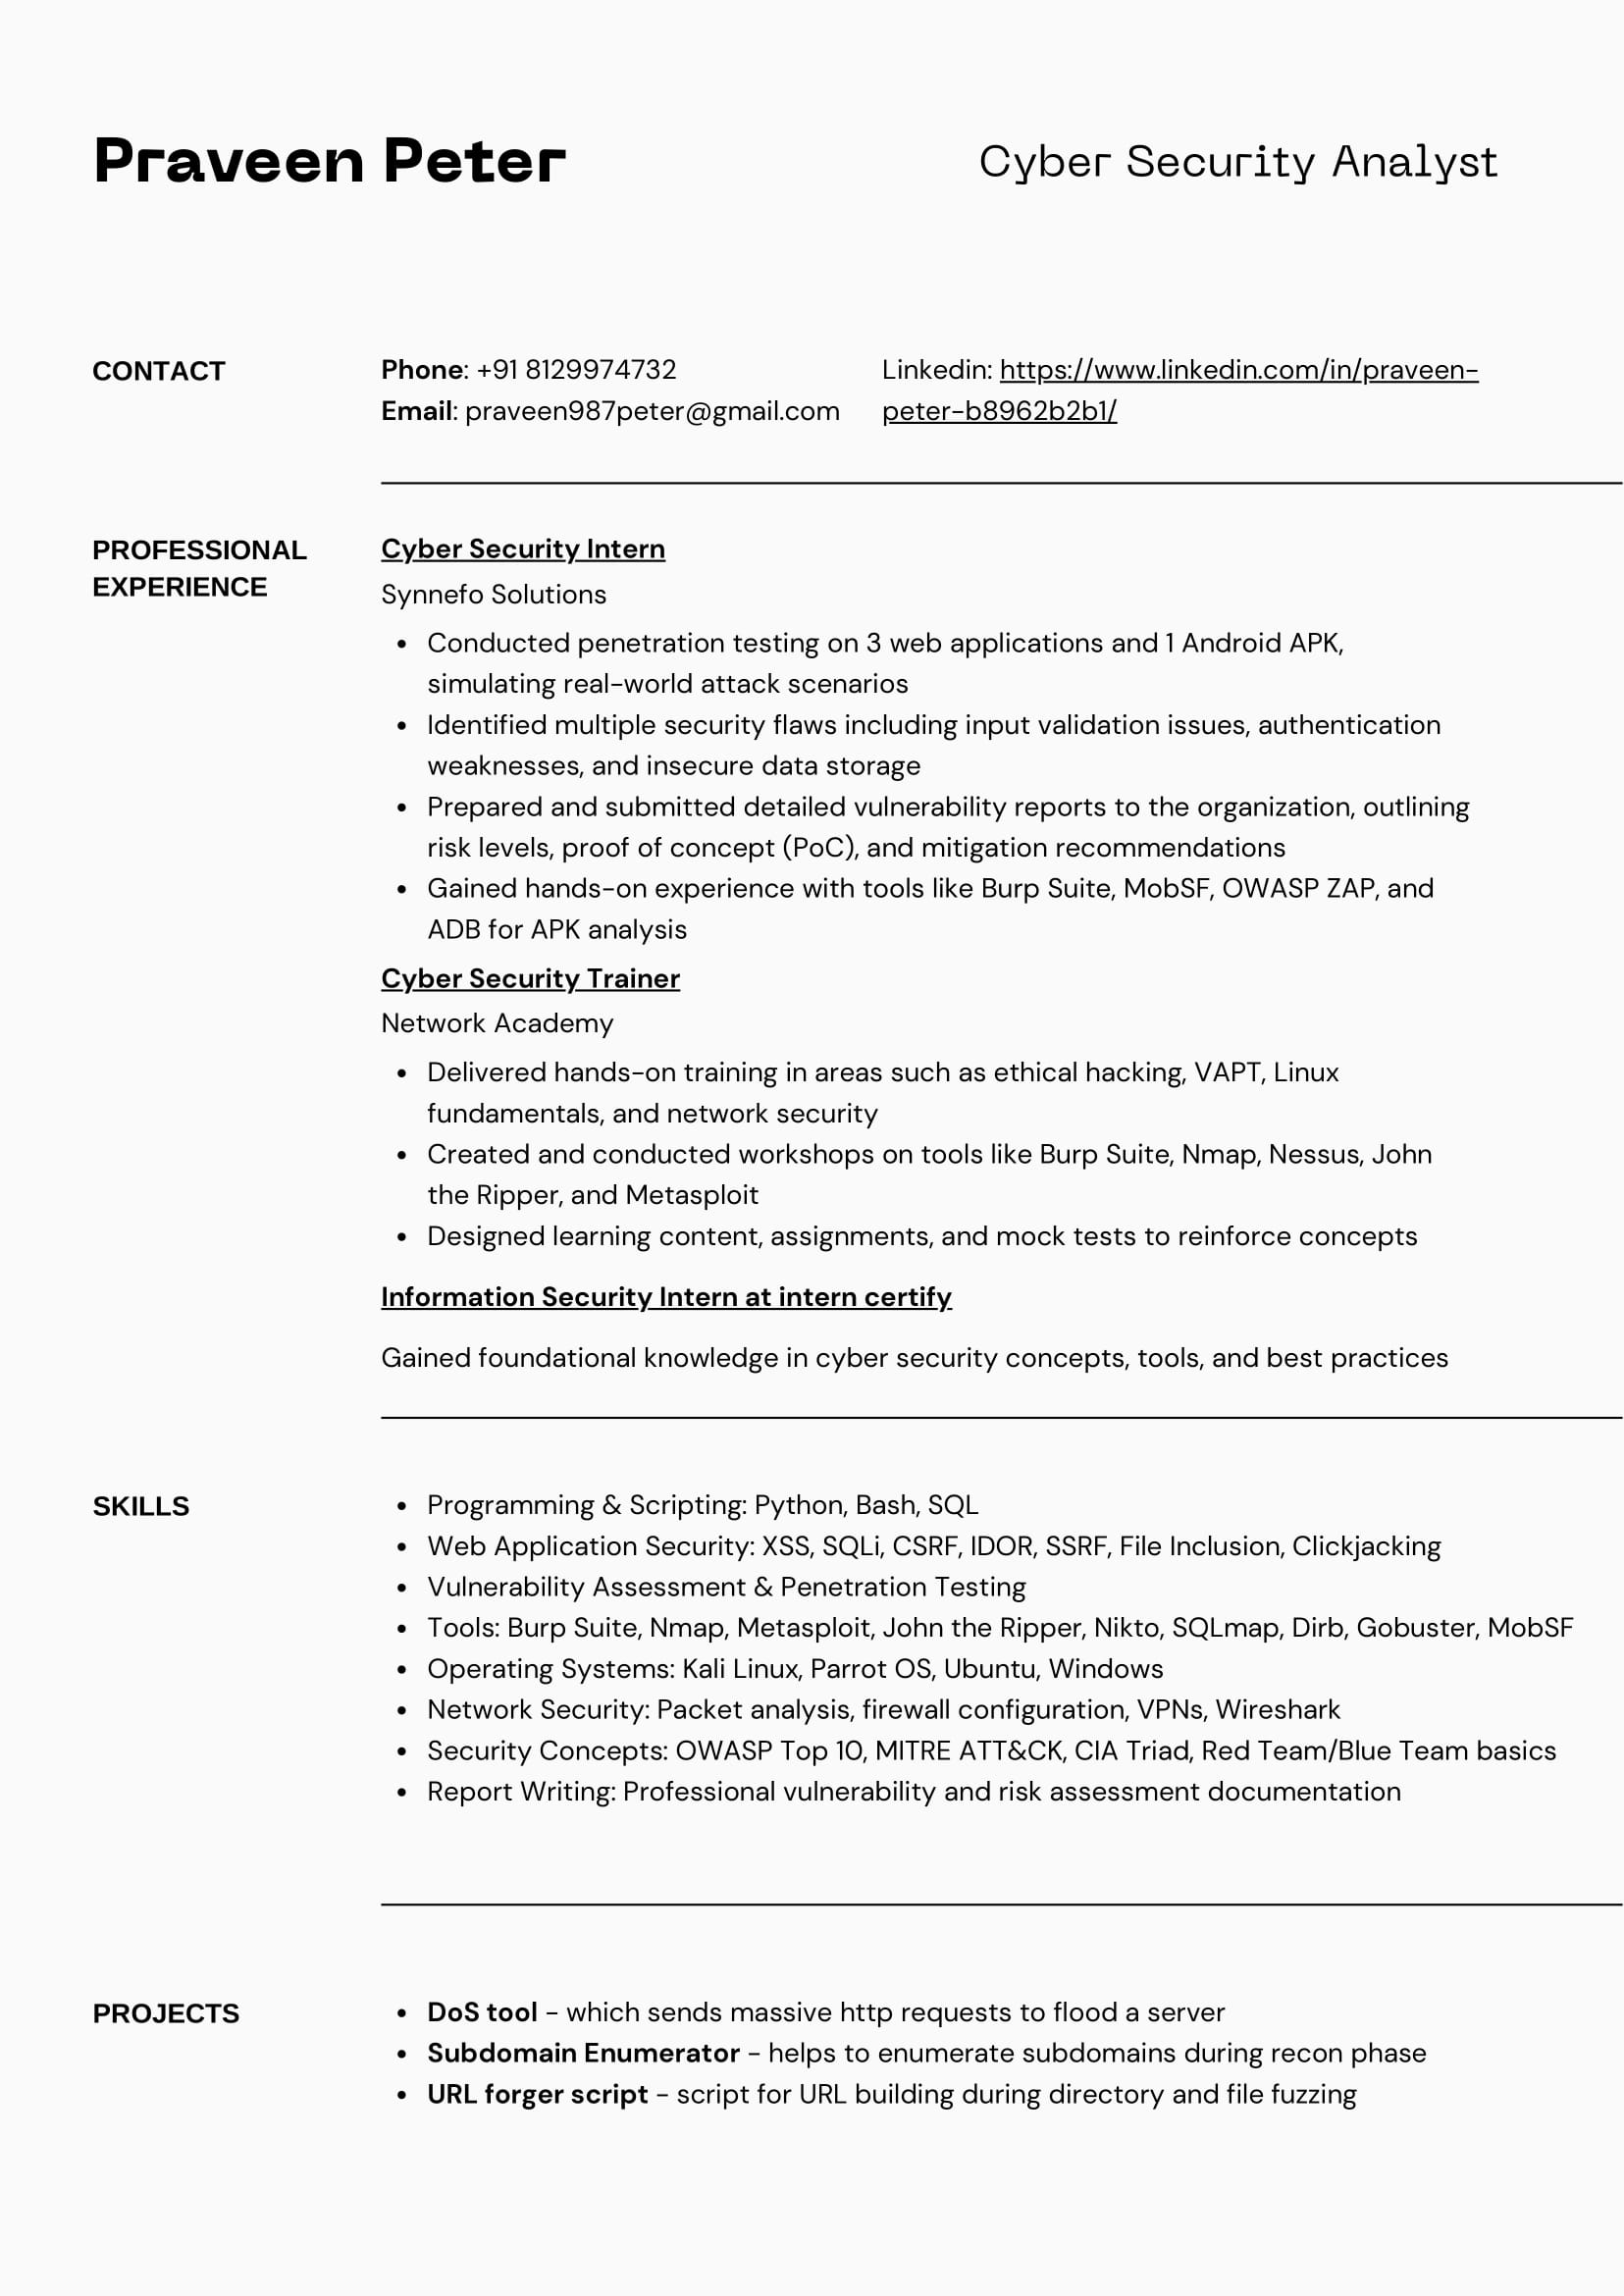 Praveen Peter
Cyber Security Analyst
CONTACT
Phone: +91 8129974732
Email: praveen987peter@gmail.com
Linkedin: https://www.linkedin.com/in/praveen-
peter-b8962b2b1/
PROFESSIONAL
EXPERIENCE
Cyber Security Intern
Synnefo Solutions
• Conducted penetration testing on 3 web applications and 1 Android APK,
simulating real-world attack scenarios
• Identified multiple security flaws including input validation issues, authentication
weaknesses, and insecure data storage
• Prepared and submitted detailed vulnerability reports to the organization, outlining
risk levels, proof of concept (PoC), and mitigation recommendations
• Gained hands-on experience with tools like Burp Suite, MobSF, OWASP ZAP, and
ADB for APK analysis
Cyber Security Trainer
Network Academy
• Delivered hands-on training in areas such as ethical hacking, VAPT, Linux
fundamentals, and network security
• Created and conducted workshops on tools like Burp Suite, Nmap, Nessus, John
the Ripper, and Metasploit
• Designed learning content, assignments, and mock tests to reinforce concepts
Information Security Intern at intern certify
Gained foundational knowledge in cyber security concepts, tools, and best practices
SKILLS
• Programming & Scripting: Python, Bash, SQL
• Web Application Security: XSS, SQLi, CSRF, IDOR, SSRF, File Inclusion, Clickjacking
• Vulnerability Assessment & Penetration Testing
• Tools: Burp Suite, Nmap, Metasploit, John the Ripper, Nikto, SQLmap, Dirb, Gobuster, MobSF
• Operating Systems: Kali Linux, Parrot OS, Ubuntu, Windows
• Network Security: Packet analysis, firewall configuration, VPNs, Wireshark
• Security Concepts: OWASP Top 10, MITRE ATT&CK, CIA Triad, Red Team/Blue Team basics
• Report Writing: Professional vulnerability and risk assessment documentation
PROJECTS
• DoS tool - which sends massive http requests to flood a server
• Subdomain Enumerator - helps to enumerate subdomains during recon phase
• URL forger script - script for URL building during directory and file fuzzing